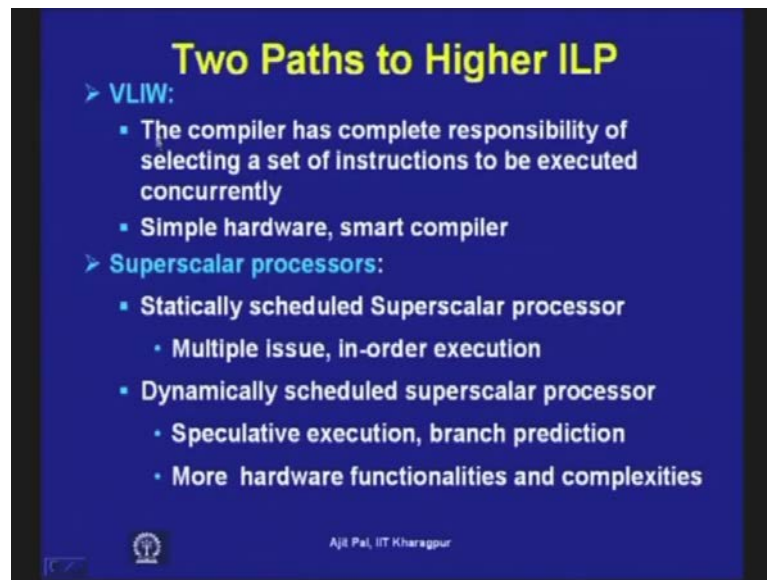 Two Paths to Higher ILP
➢ VLIW:
▪ The compiler has complete responsibility of
selecting a set of instructions to be executed
concurrently
▪ Simple hardware, smart compiler
➢ Superscalar processors:
▪ Statically scheduled Superscalar processor
• Multiple issue, in-order execution
▪ Dynamically scheduled superscalar processor
• Speculative execution, branch prediction
• More hardware functionalities and complexities
Ajit Pal, IIT Kharagpur